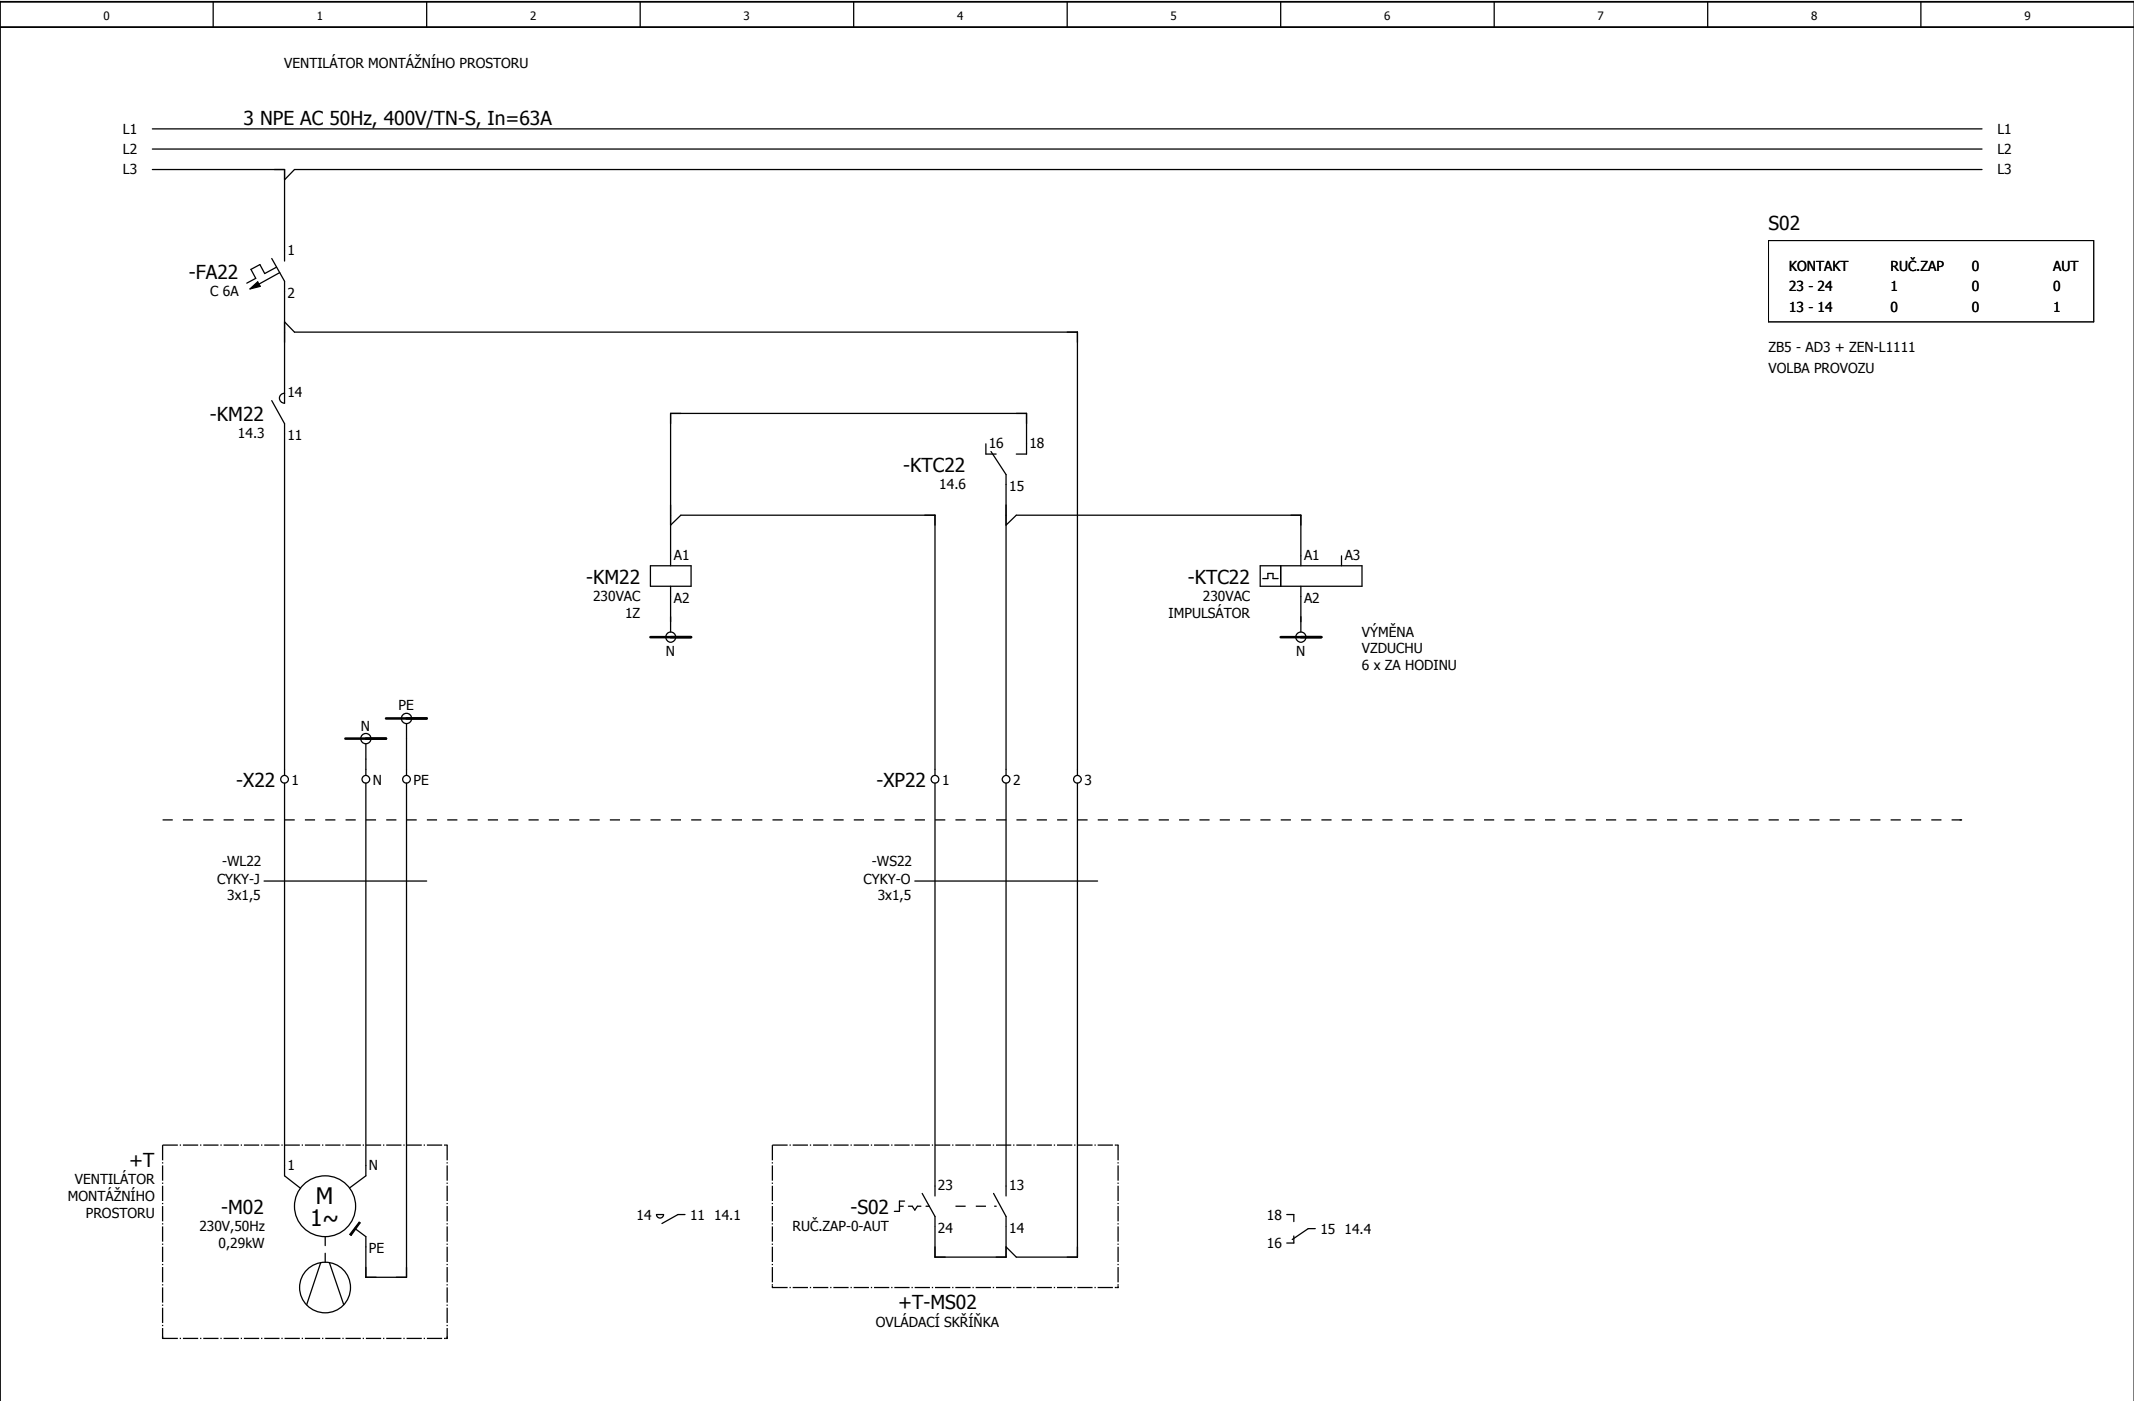 0 1 2 3 4 5 6 7 8 9
VENTILÁTOR MONTÁŽNÍHO PROSTORU
3 NPE AC 50Hz, 400V/TN-S, In=63A
L1 L1
L2 L2
L3 L3
S02
KONTAKT RUČ.ZAP 0 AUT
23 - 24 1 0 0
13 - 14 0 0 1
ZB5 - AD3 + ZEN-L1111
VOLBA PROVOZU
1
-FA22
C 6A
2
14
-KM22
14.3
11
16 18
-KTC22
14.6
15
A1
-KM22
230VAC
1Z
A2
N
A1 A3
-KTC22
230VAC
IMPULSÁTOR
A2
N
VÝMĚNA
VZDUCHU
6 x ZA HODINU
PE
N
-X22 1 N PE
-XP22 1 2 3
-WL22
CYKY-J
3x1,5
-WS22
CYKY-O
3x1,5
+T
VENTILÁTOR
MONTÁŽNÍHO
PROSTORU
1 N
-M02
230V,50Hz
0,29kW
M
1~
PE
14 11 14.1
23 13
-S02
RUČ.ZAP-0-AUT
24 14
+T-MS02
OVLÁDACÍ SKŘÍŇKA
18
15 14.4
16